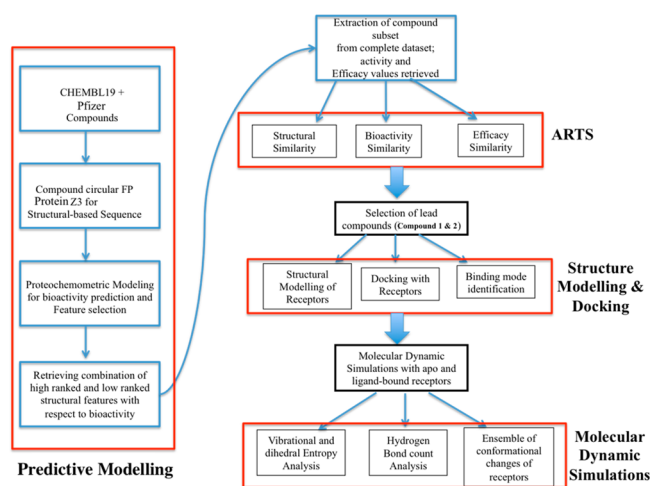 CHEMBL19 +
Pfizer
Compounds
Compound circular FP
Protein Z3 for
Structural-based Sequence
Proteochemometric Modeling
for bioactivity prediction and
Feature selection
Retrieving combination of
high ranked and low ranked
structural features with
respect to bioactivity
Predictive Modelling
Extraction of compound
subset
from complete dataset;
activity and
Efficacy values retrieved
Structural
Similarity
Bioactivity
Similarity
Efficacy
Similarity
ARTS
Selection of lead
compounds (Compound 1 & 2)
Structural
Modelling of
Receptors
Docking with
Receptors
Binding mode
identification
Structure
Modelling &
Docking
Molecular Dynamic
Simulations with apo and
ligand-bound receptors
Vibrational and
dihedral Entropy
Analysis
Hydrogen
Bond count
Analysis
Ensemble of
conformational
changes of
receptors
Molecular
Dynamic
Simulations